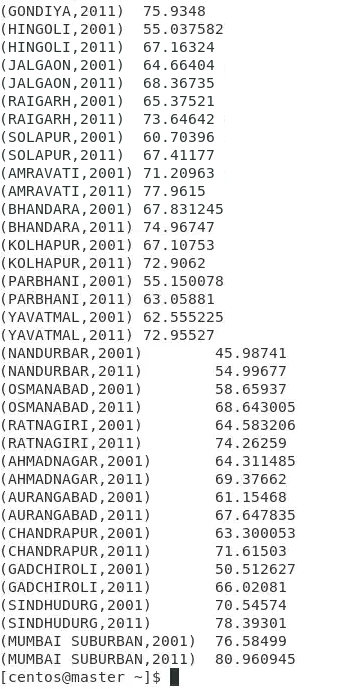 (GONDIYA,2011)  75.9348
(HINGOLI,2001)  55.037582
(HINGOLI,2011)  67.16324
(JALGAON,2001)  64.66404
(JALGAON,2011)  68.36735
(RAIGARH,2001)  65.37521
(RAIGARH,2011)  73.64642
(SOLAPUR,2001)  60.70396
(SOLAPUR,2011)  67.41177
(AMRAVATI,2001) 71.20963
(AMRAVATI,2011) 77.9615
(BHANDARA,2001) 67.831245
(BHANDARA,2011) 74.96747
(KOLHAPUR,2001) 67.10753
(KOLHAPUR,2011) 72.9062
(PARBHANI,2001) 55.150078
(PARBHANI,2011) 63.05881
(YAVATMAL,2001) 62.555225
(YAVATMAL,2011) 72.95527
(NANDURBAR,2001)        45.98741
(NANDURBAR,2011)        54.99677
(OSMANABAD,2001)        58.65937
(OSMANABAD,2011)        68.643005
(RATNAGIRI,2001)        64.583206
(RATNAGIRI,2011)        74.26259
(AHMADNAGAR,2001)       64.311485
(AHMADNAGAR,2011)       69.37662
(AURANGABAD,2001)       61.15468
(AURANGABAD,2011)       67.647835
(CHANDRAPUR,2001)       63.300053
(CHANDRAPUR,2011)       71.61503
(GADCHIROLI,2001)       50.512627
(GADCHIROLI,2011)       66.02081
(SINDHUDURG,2001)       70.54574
(SINDHUDURG,2011)       78.39301
(MUMBAI SUBURBAN,2001)  76.58499
(MUMBAI SUBURBAN,2011)  80.960945
[centos@master ~]$